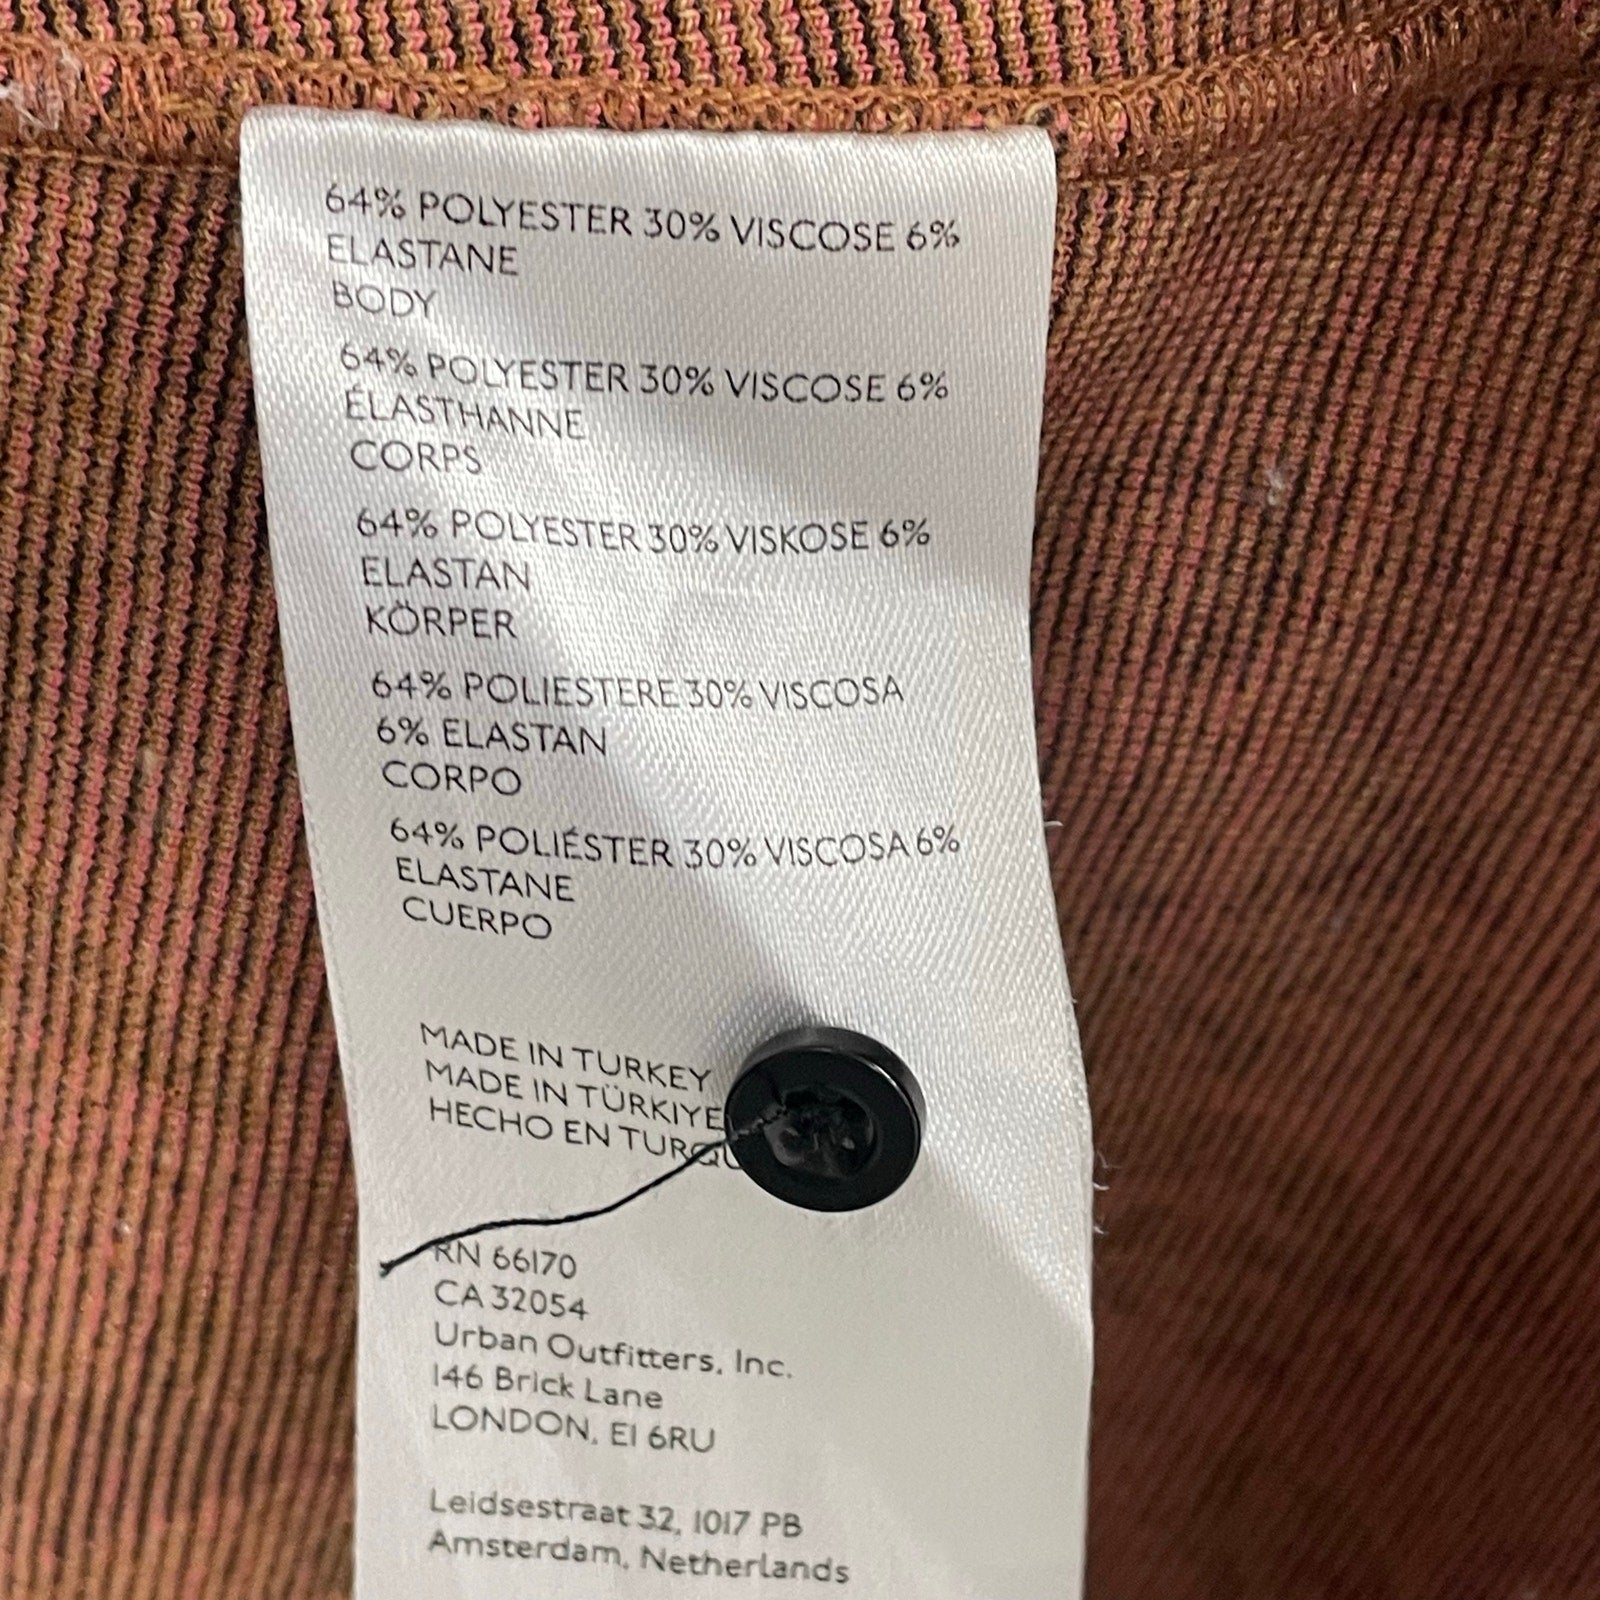 64% POLYESTER 30% VISCOSE 6%
ELASTANE
BODY
64% POLYESTER 30% VISCOSE 6%
ÉLASTHANNE
CORPS
64% POLYESTER 30% VISKOSE 6%
ELASTAN
KÖRPER
64% POLIESTERE 30% VISCOSA
6% ELASTAN
CORPO
64% POLIÉSTER 30% VISCOSA 6%
ELASTANE
CUERPO
MADE IN TURKEY
MADE IN TÜRKIYE
HECHO EN
RN 66170
CA 32054
Urban Outfitters, Inc.
146 Brick Lane
LONDON, E1 6RU
Leidsestraat 32, 1017 PB
Amsterdam, Netherlands